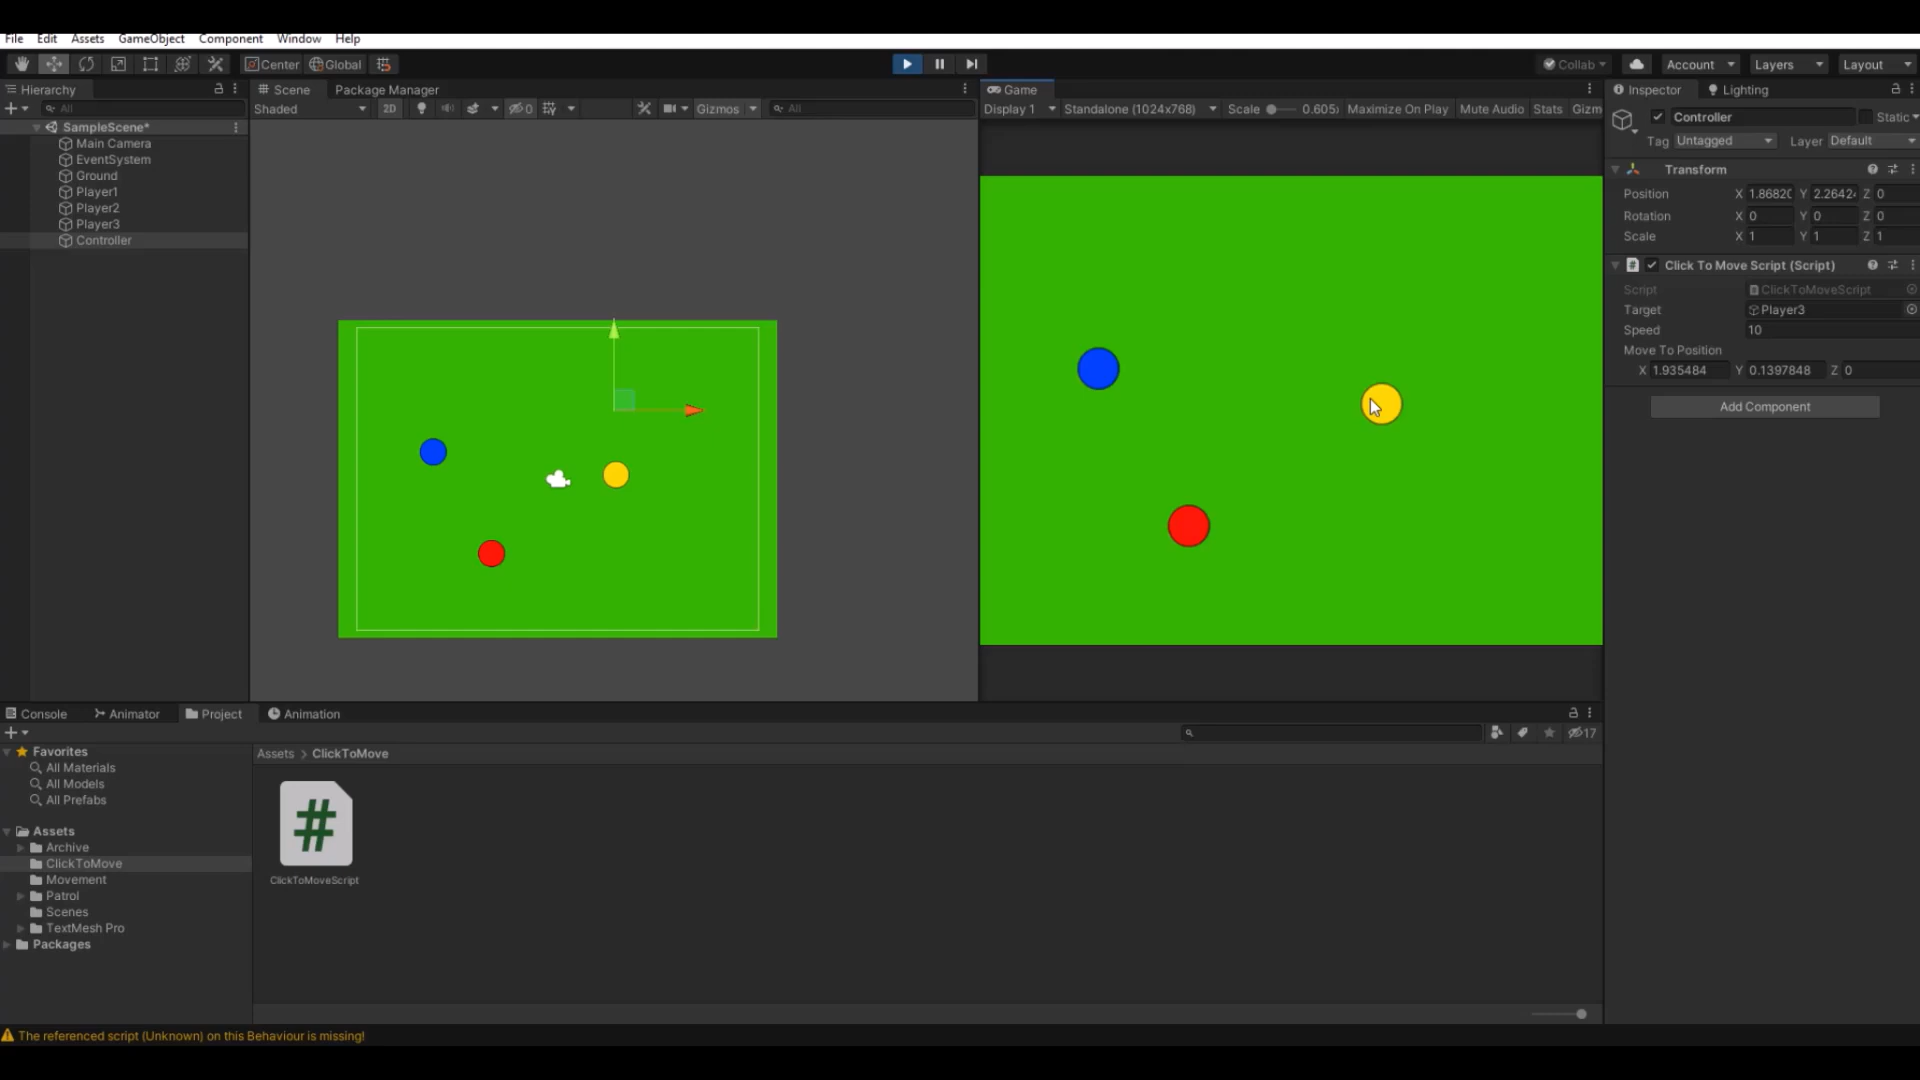 File Edit Assets GameObject Component Window Help
Center Global Collab Account Layers Layout
Hierarchy
All
SampleScene*
Main Camera
EventSystem
Ground
Player1
Player2
Player3
Controller
Scene Package Manager
Shaded 2D 0 Gizmos All
Game
Display 1 Standalone (1024x768) Scale 0.605 Maximize On Play Mute Audio Stats Gizm
Inspector Lighting
Controller Static
Tag Untagged Layer Default
Transform
Position X 1.8682 Y 2.2642 Z 0
Rotation X 0 Y 0 Z 0
Scale X 1 Y 1 Z 1
# Click To Move Script (Script)
Script ClickToMoveScript
Target Player3
Speed 10
Move To Position
X 1.935484 Y 0.1397848 Z 0
Add Component
Console Animator Project Animation
17
Favorites
All Materials
All Models
All Prefabs
Assets
Archive
ClickToMove
Movement
Patrol
Scenes
TextMesh Pro
Packages
Assets > ClickToMove
#
ClickToMoveScript
The referenced script (Unknown) on this Behaviour is missing!